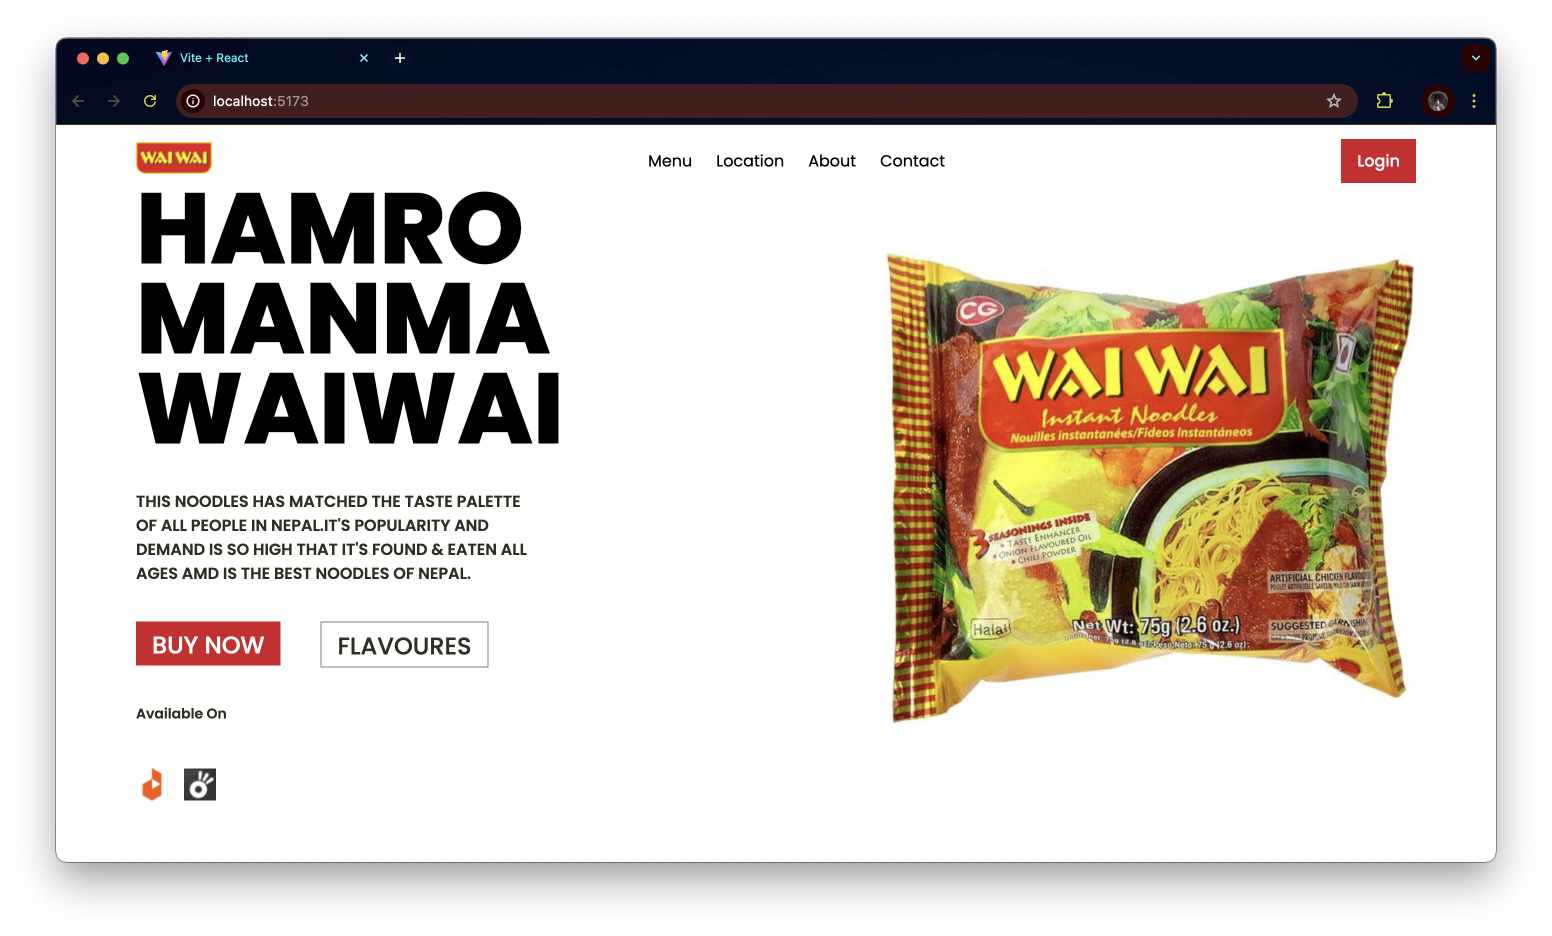 Vite + React
localhost:5173
WAI WAI
Menu
Location
About
Contact
Login
HAMRO
MANMA
WAIWAI
THIS NOODLES HAS MATCHED THE TASTE PALETTE
OF ALL PEOPLE IN NEPAL.IT'S POPULARITY AND
DEMAND IS SO HIGH THAT IT'S FOUND & EATEN ALL
AGES AMD IS THE BEST NOODLES OF NEPAL.
BUY NOW
FLAVOURES
Available On
CG
WAI WAI
Instant Noodles
Nouilles instantanées/Fideos Instantáneos
3 SEASONINGS INSIDE
• TASTE ENHANCER
• ONION FLAVOURED OIL
• CHILI POWDER
ARTIFICIAL CHICKEN
Halal
Net Wt: 75g (2.6 oz.)
SUGGESTED